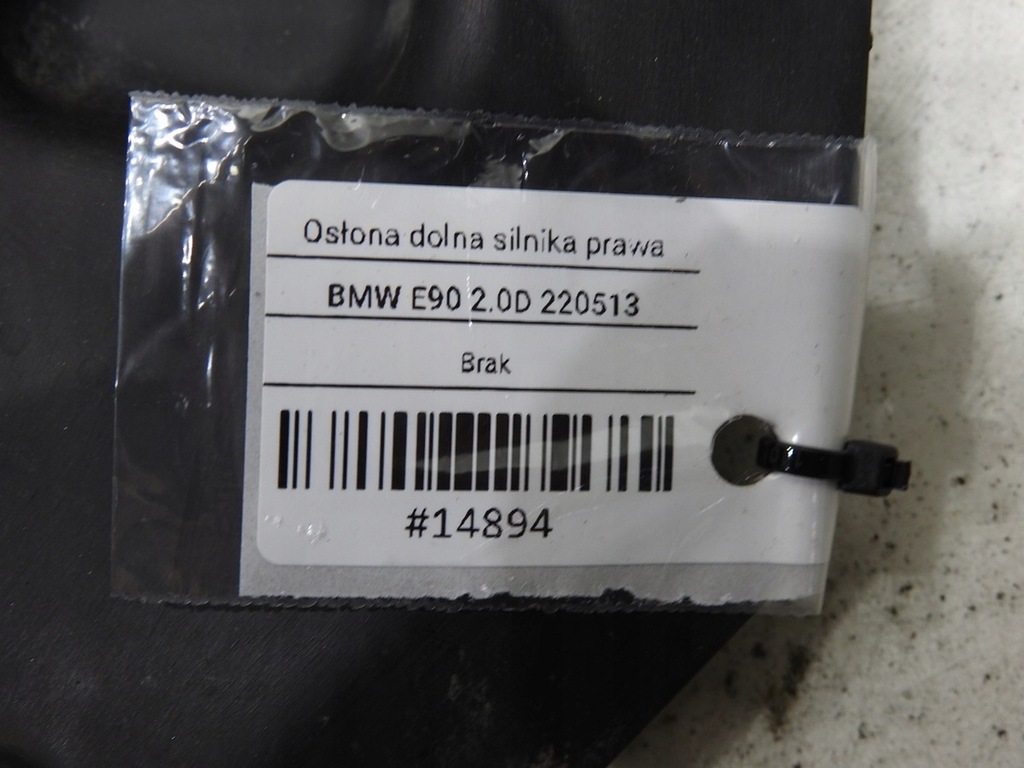 Osłona dolna silnika prawa
BMW E90 2.0D 220513
Brak
#14894